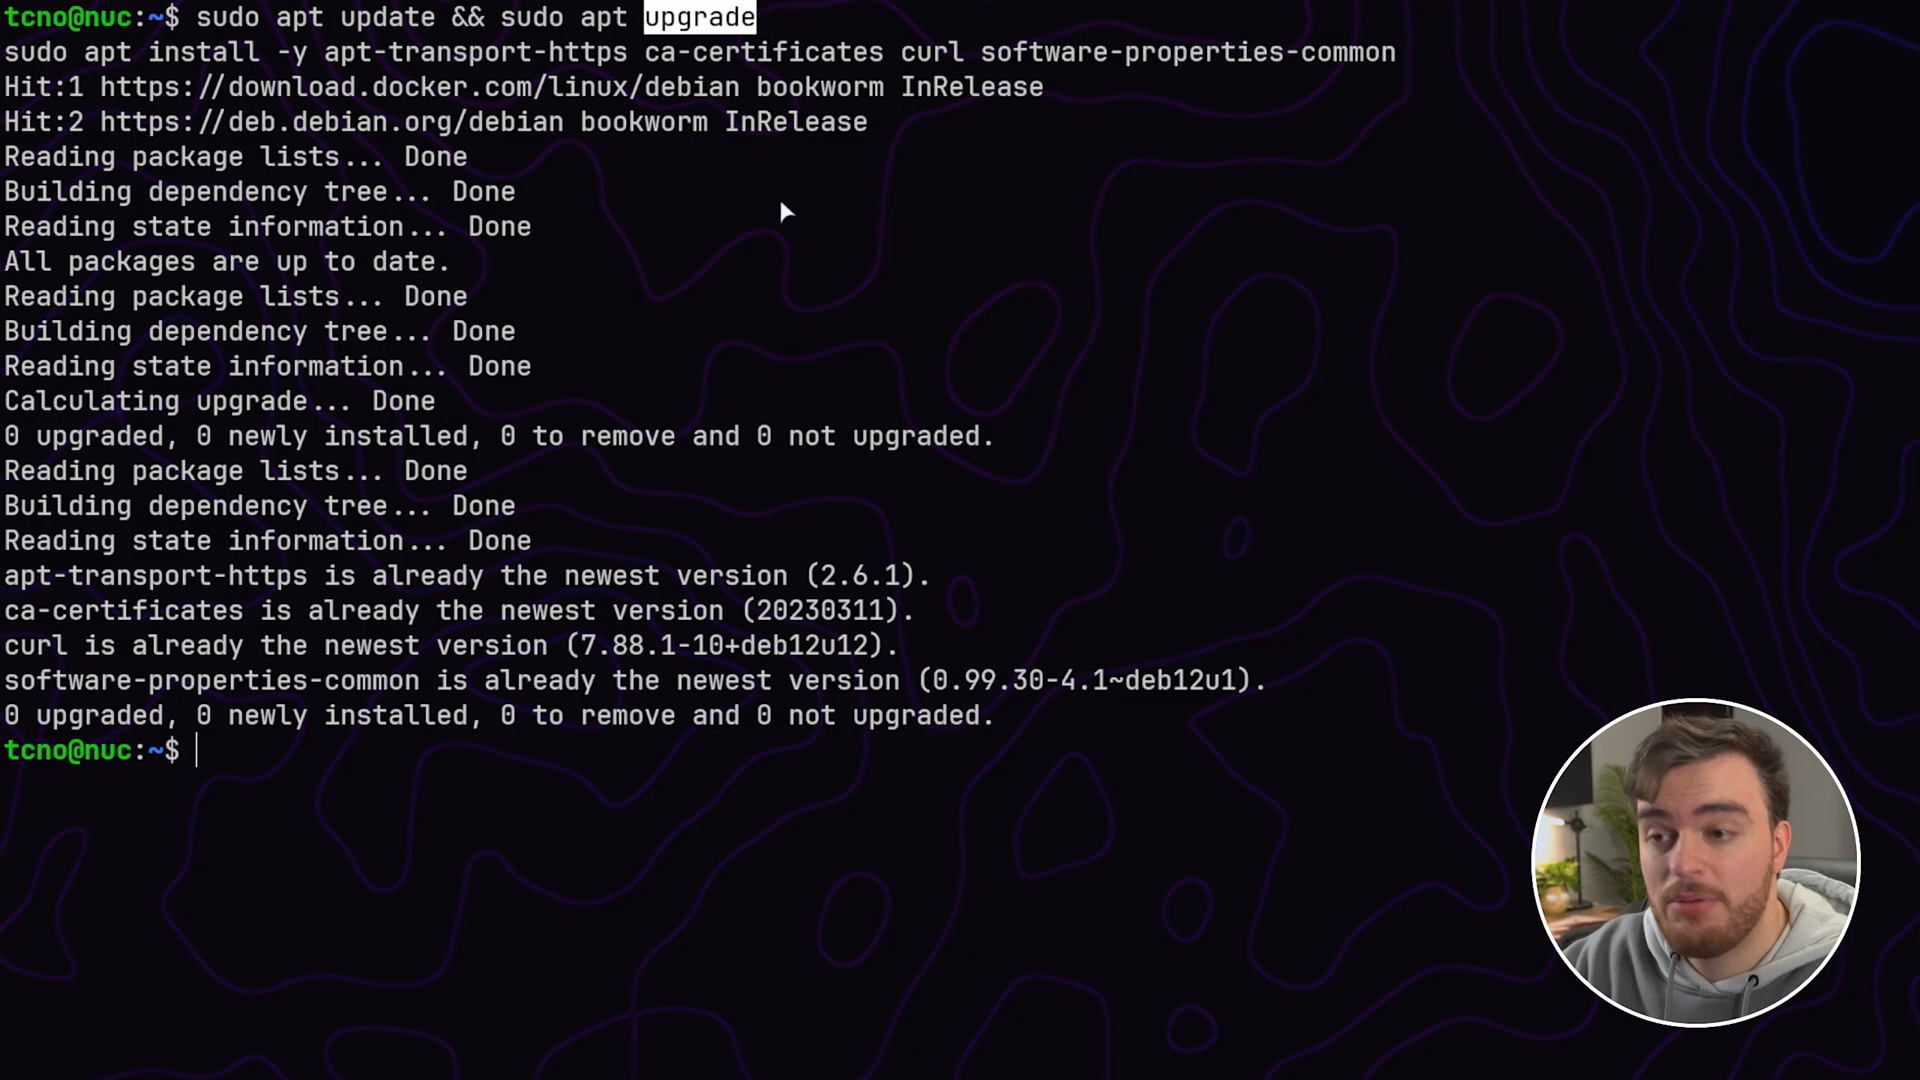 tcno@nuc:~$ sudo apt update && sudo apt upgrade
sudo apt install -y apt-transport-https ca-certificates curl software-properties-common
Hit:1 https://download.docker.com/linux/debian bookworm InRelease
Hit:2 https://deb.debian.org/debian bookworm InRelease
Reading package lists... Done
Building dependency tree... Done
Reading state information... Done
All packages are up to date.
Reading package lists... Done
Building dependency tree... Done
Reading state information... Done
Calculating upgrade... Done
0 upgraded, 0 newly installed, 0 to remove and 0 not upgraded.
Reading package lists... Done
Building dependency tree... Done
Reading state information... Done
apt-transport-https is already the newest version (2.6.1).
ca-certificates is already the newest version (20230311).
curl is already the newest version (7.88.1-10+deb12u12).
software-properties-common is already the newest version (0.99.30-4.1~deb12u1).
0 upgraded, 0 newly installed, 0 to remove and 0 not upgraded.
tcno@nuc:~$